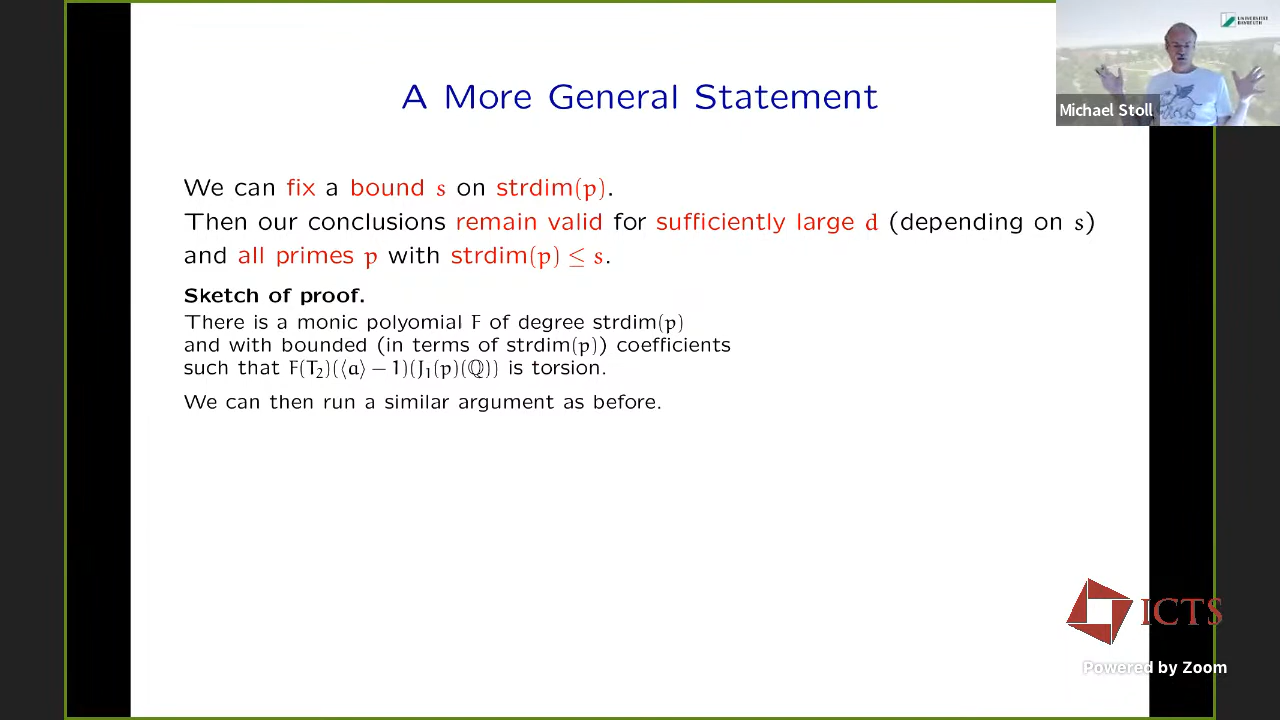 A More General Statement
We can fix a bound s on strdim(p).
Then our conclusions remain valid for sufficiently large d (depending on s)
and all primes p with strdim(p) ≤ s.
Sketch of proof.
There is a monic polyomial F of degree strdim(p)
and with bounded (in terms of strdim(p)) coefficients
such that F(T₂)(⟨a⟩ − 1)(J₁(p)(ℚ)) is torsion.
We can then run a similar argument as before.
UNIVERSITÄT
BAYREUTH
Michael Stoll
ICTS
Powered by Zoom